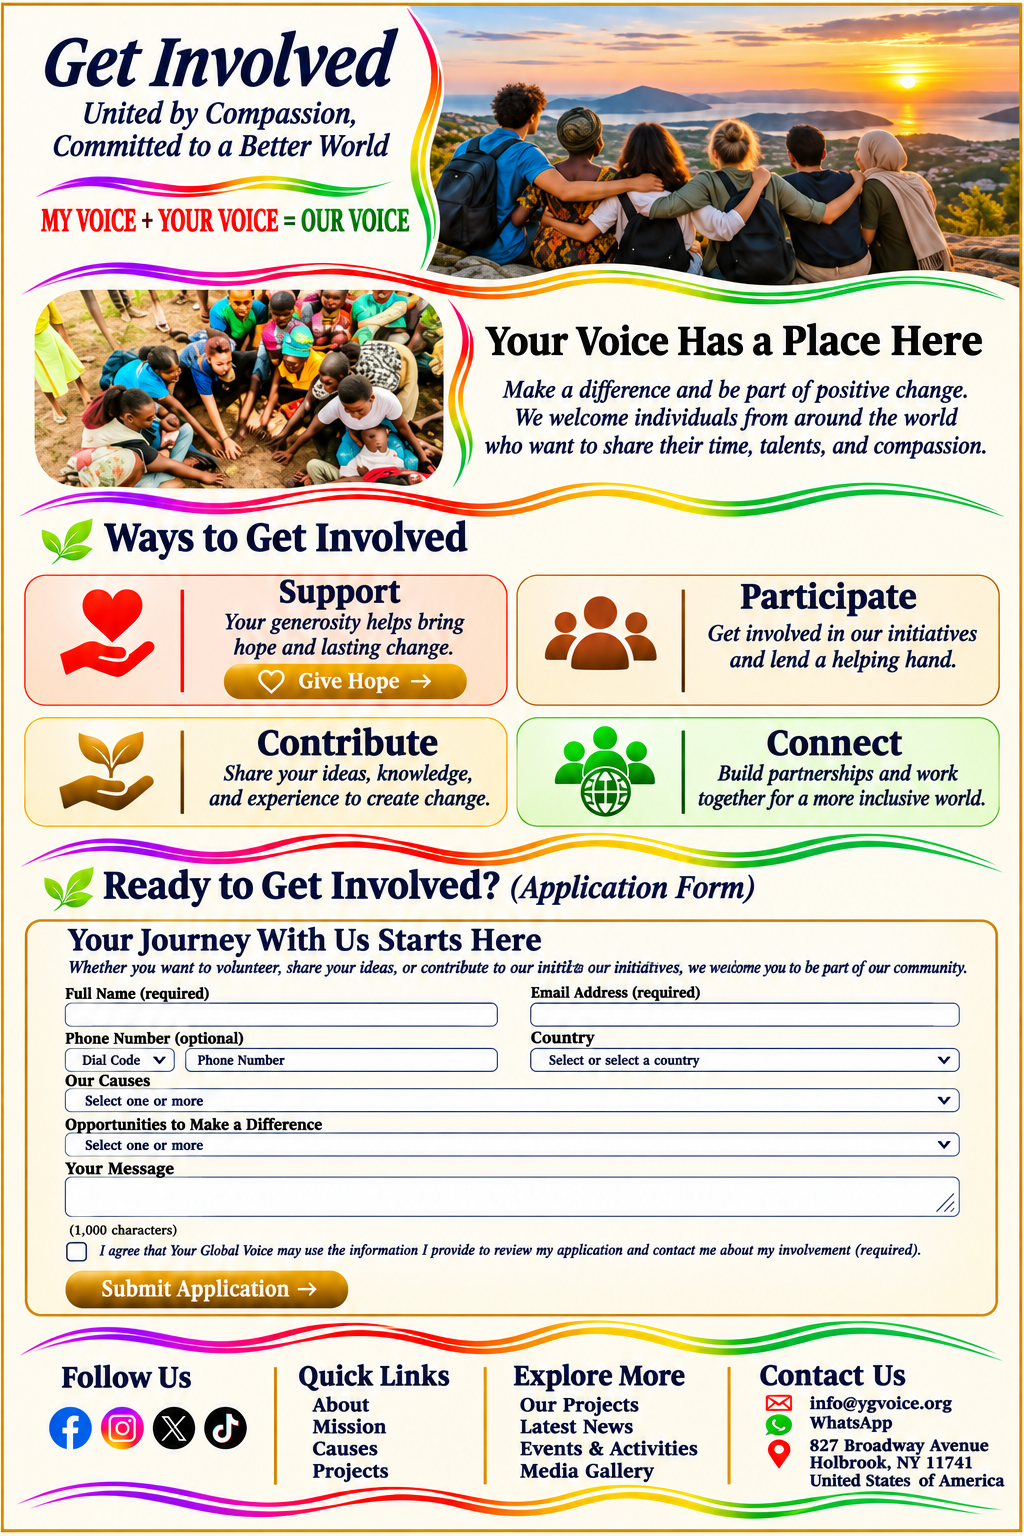 Get Involved
United by Compassion,
Committed to a Better World
MY VOICE + YOUR VOICE = OUR VOICE
Your Voice Has a Place Here
Make a difference and be part of positive change.
We welcome individuals from around the world
who want to share their time, talents, and compassion.
Ways to Get Involved
Support
Your generosity helps bring
hope and lasting change.
Give Hope →
Participate
Get involved in our initiatives
and lend a helping hand.
Contribute
Share your ideas, knowledge,
and experience to create change.
Connect
Build partnerships and work
together for a more inclusive world.
Ready to Get Involved? (Application Form)
Your Journey With Us Starts Here
Whether you want to volunteer, share your ideas, or contribute to our our initiatives, we welcome you to be part of our community.
Full Name (required)
Email Address (required)
Phone Number (optional)
Country
Dial Code
Phone Number
Select or select a country
Our Causes
Select one or more
Opportunities to Make a Difference
Select one or more
Your Message
(1,000 characters)
I agree that Your Global Voice may use the information I provide to review my application and contact me about my involvement (required).
Submit Application →
Follow Us
Quick Links
About
Mission
Causes
Projects
Explore More
Our Projects
Latest News
Events & Activities
Media Gallery
Contact Us
info@ygvoice.org
WhatsApp
827 Broadway Avenue
Holbrook, NY 11741
United States of America